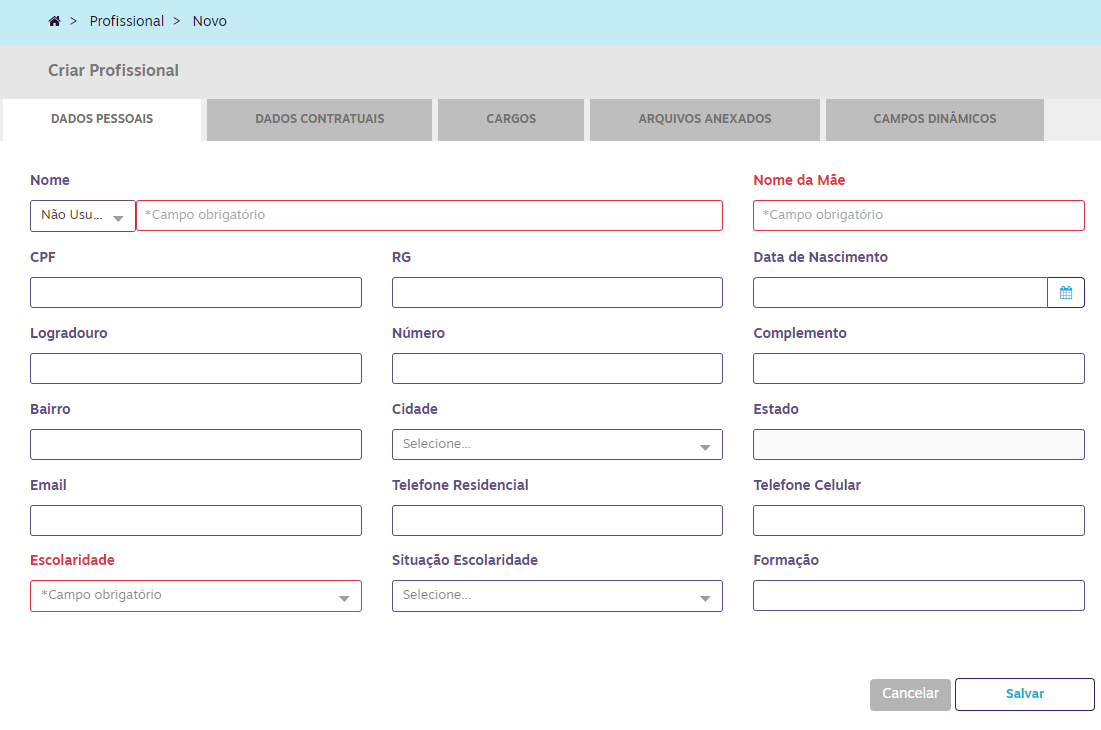 > Profissional > Novo
Criar Profissional
DADOS PESSOAIS DADOS CONTRATUAIS CARGOS ARQUIVOS ANEXADOS CAMPOS DINÂMICOS
Nome Nome da Mãe
Não Usu... *Campo obrigatório *Campo obrigatório
CPF RG Data de Nascimento
Logradouro Número Complemento
Bairro Cidade Estado
Selecione...
Email Telefone Residencial Telefone Celular
Escolaridade Situação Escolaridade Formação
*Campo obrigatório Selecione...
Cancelar Salvar